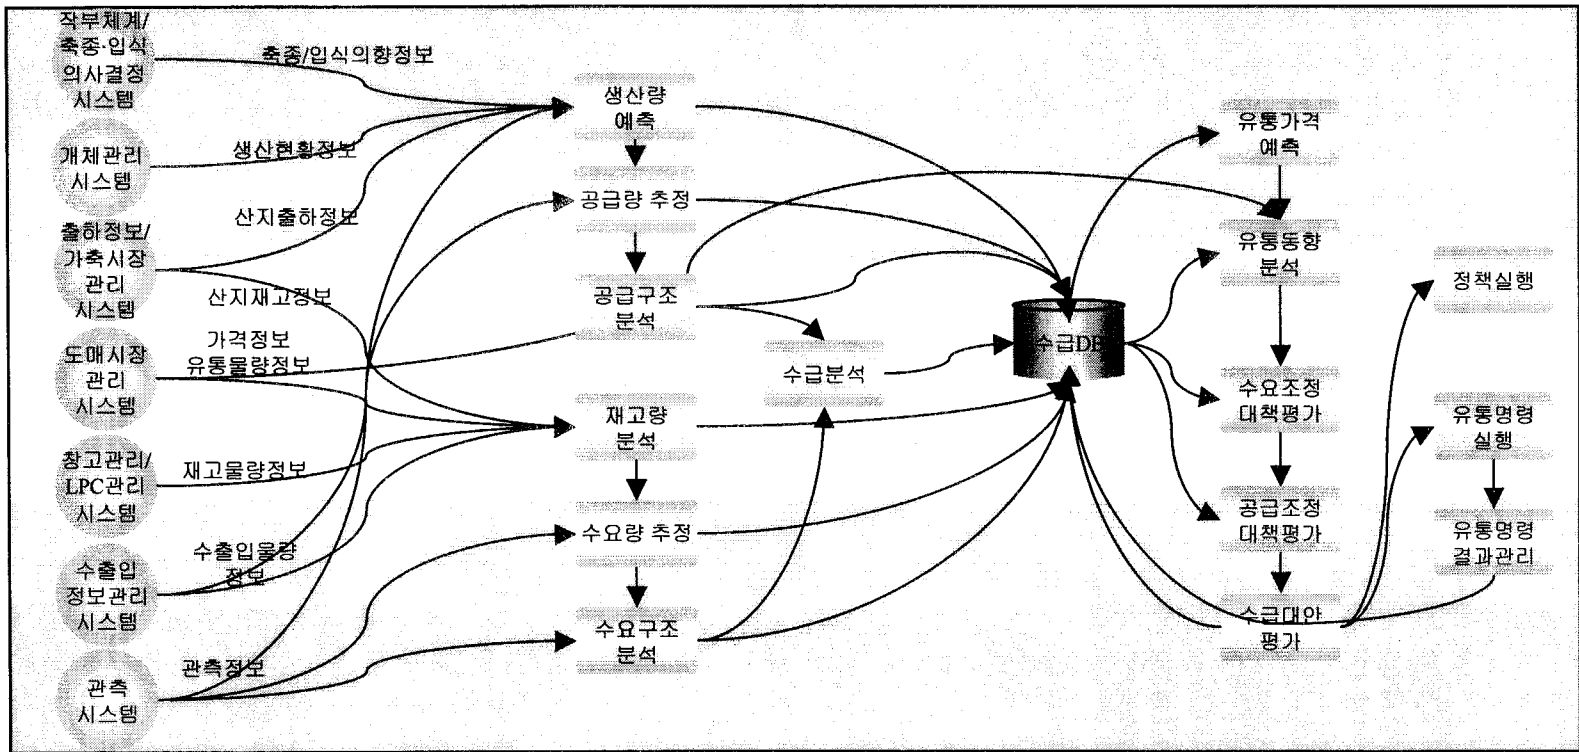 작부체계/
축종·입식
의사결정
시스템
개체관리
시스템
출하정보/
가축시장
관리
시스템
도매시장
관리
시스템
창고관리/
LPC관리
시스템
수출입
정보관리
시스템
관측
시스템
축종/입식의향정보
생산현황정보
산지출하정보
산지재고정보
가격정보
유통물량정보
재고물량정보
수출입물량
정보
관측정보
생산량
예측
공급량 추정
공급구조
분석
재고량
분석
수요량 추정
수요구조
분석
수급분석
수급DB
유통가격
예측
유통동향
분석
수요조정
대책평가
공급조정
대책평가
수급대안
평가
정책실행
유통명령
실행
유통명령
결과관리